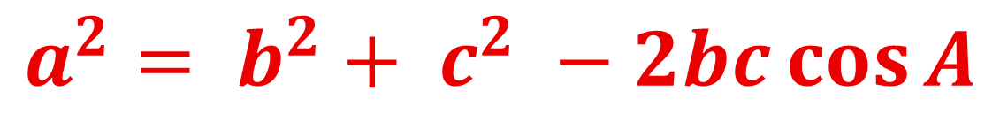 a² = b² + c² − 2bc cos A